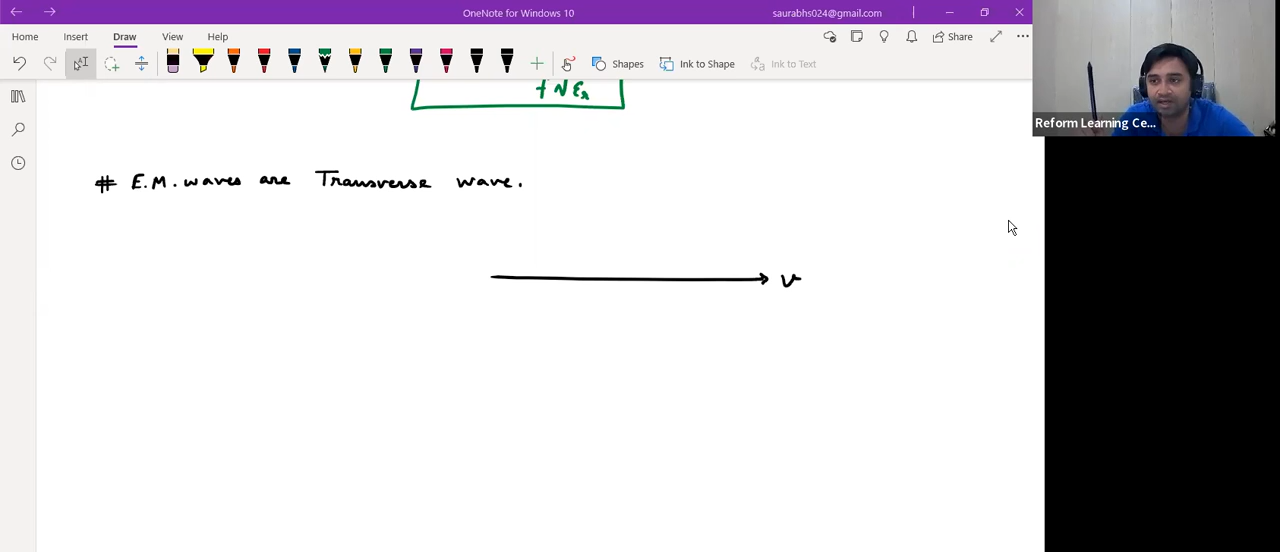 OneNote for Windows 10
saurabhs024@gmail.com
Home Insert Draw View Help
Share
Shapes Ink to Shape Ink to Text
Reform Learning Ce...
# E.M. waves are Transverse wave.
v